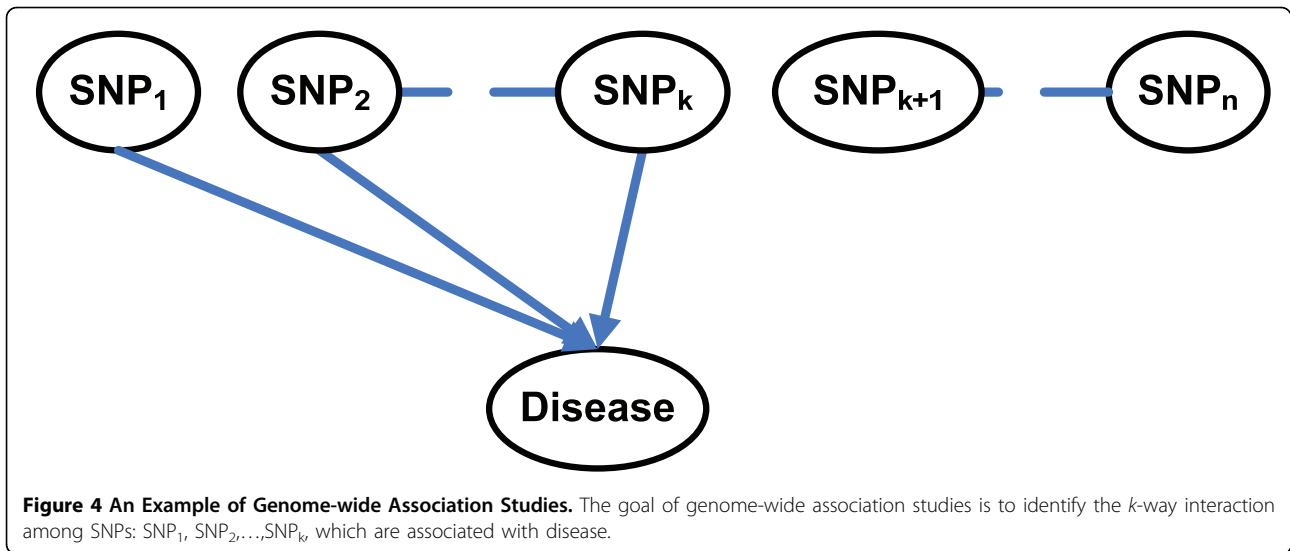 SNP₁ SNP₂ SNPₖ SNPₖ₊₁ SNPₙ
Disease
Figure 4 An Example of Genome-wide Association Studies. The goal of genome-wide association studies is to identify the k-way interaction
among SNPs: SNP₁, SNP₂,...,SNPₖ, which are associated with disease.